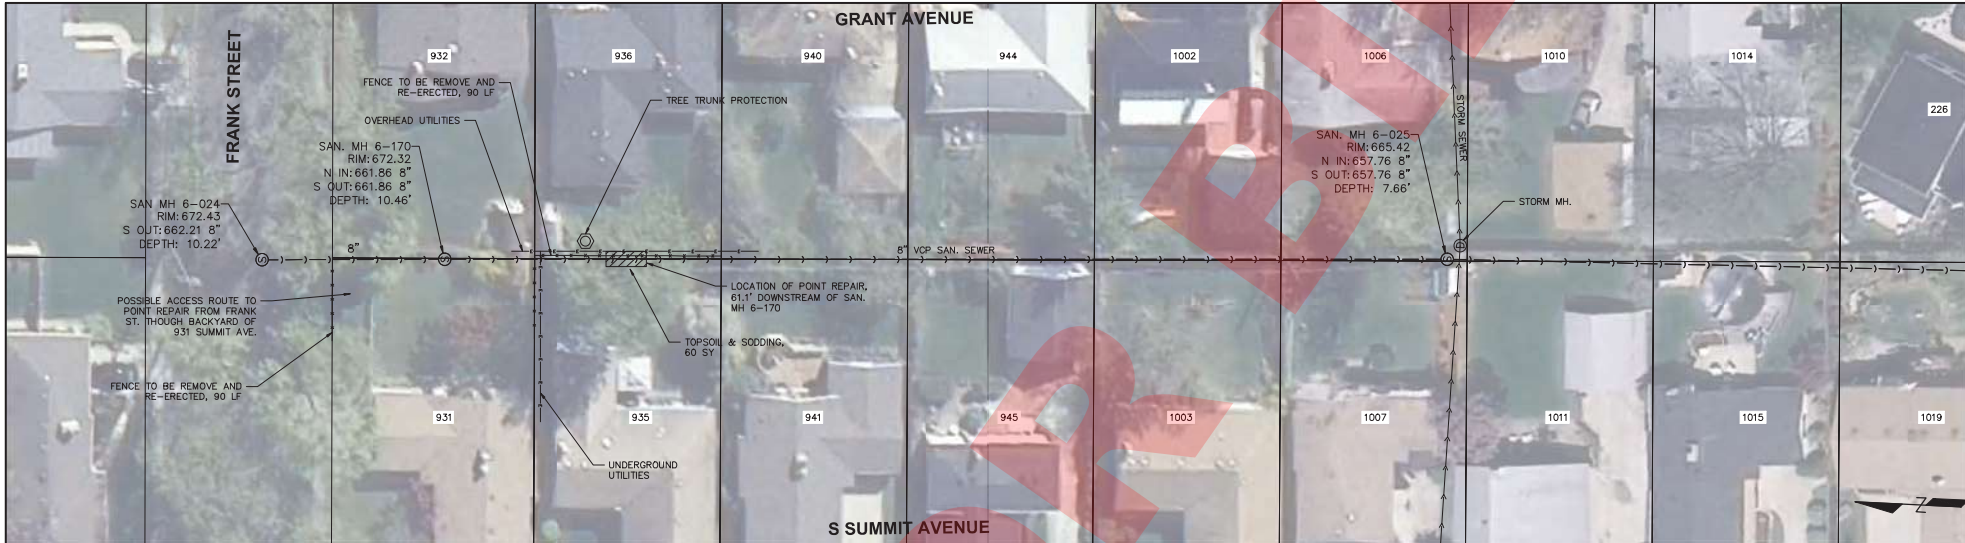 GRANT AVENUE
FRANK STREET
932
936
940
944
1002
1006
1010
1014
226
FENCE TO BE REMOVE AND
RE-ERECTED, 90 LF
OVERHEAD UTILITIES
TREE TRUNK PROTECTION
SAN. MH 6-170
RIM: 672.32
N IN: 661.86 8"
S OUT: 661.86 8"
DEPTH: 10.46'
SAN MH 6-024
RIM: 672.43
S OUT: 662.21 8"
DEPTH: 10.22'
SAN. MH 6-025
RIM: 665.42
N IN: 657.76 8"
S OUT: 657.76 8"
DEPTH: 7.66'
STORM SEWER
STORM MH.
S
8"
S
8" VCP SAN. SEWER
S
D
POSSIBLE ACCESS ROUTE TO
POINT REPAIR FROM FRANK
ST. THOUGH BACKYARD OF
931 SUMMIT AVE.
LOCATION OF POINT REPAIR,
61.1' DOWNSTREAM OF SAN.
MH 6-170
TOPSOIL & SODDING,
60 SY
FENCE TO BE REMOVE AND
RE-ERECTED, 90 LF
931
935
941
945
1003
1007
1011
1015
1019
UNDERGROUND
UTILITIES
S SUMMIT AVENUE
Z
R BI